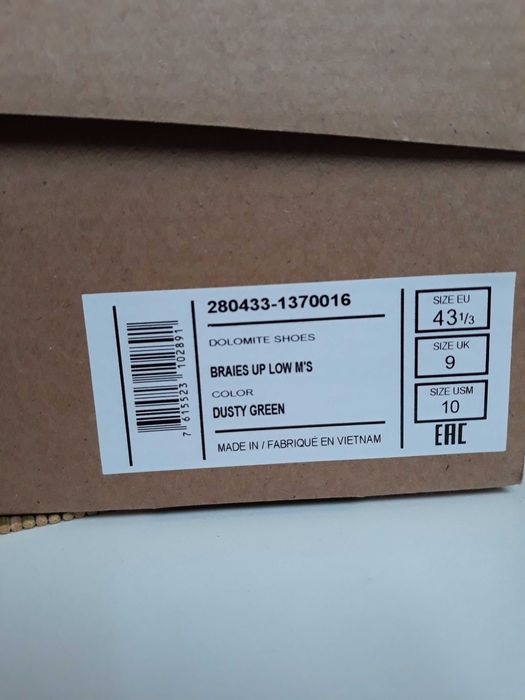 7 615523 102891
280433-1370016
DOLOMITE SHOES
BRAIES UP LOW M'S
COLOR
DUSTY GREEN
MADE IN / FABRIQUÉ EN VIETNAM
SIZE EU
43 1/3
SIZE UK
9
SIZE USM
10
EAC